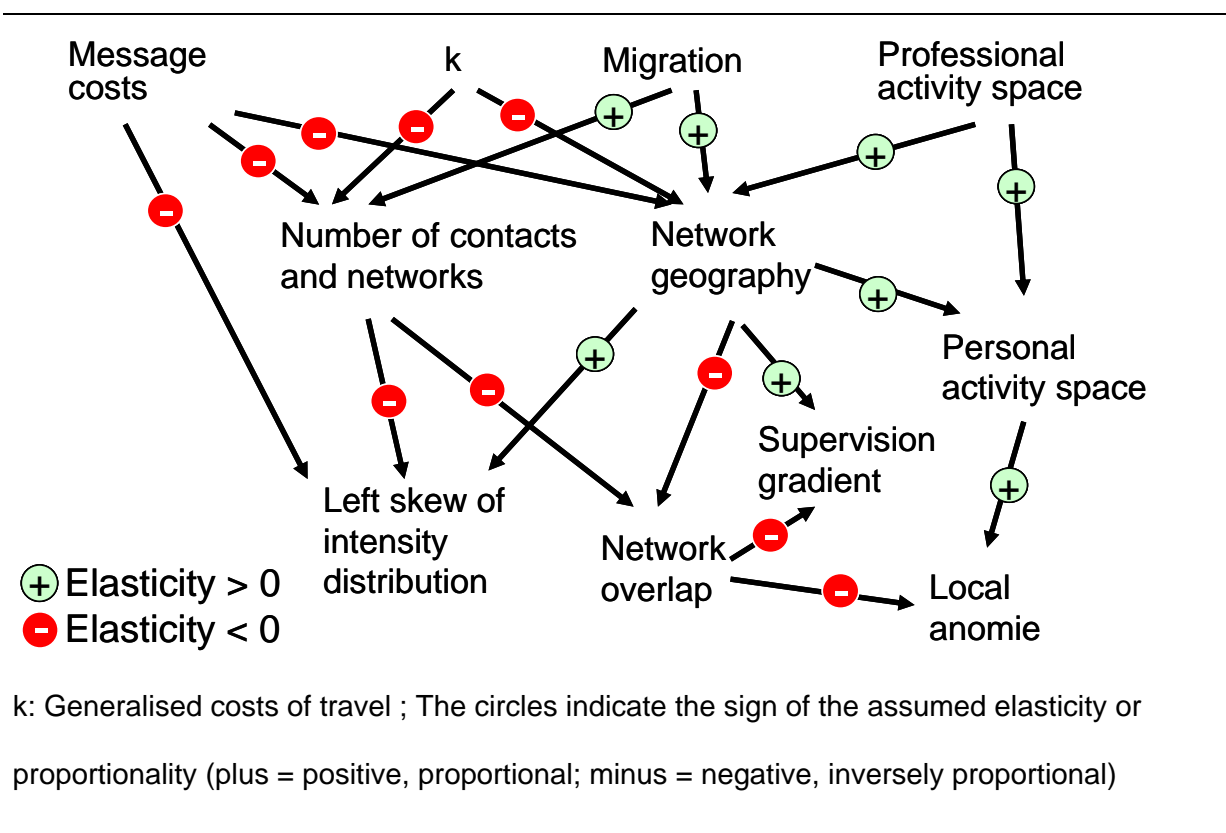 Message
costs
k
Migration
Professional
activity space
-
-
-
-
+
+
+
+
-
Number of contacts
and networks
Network
geography
+
+
-
-
-
+
Personal
activity space
Supervision
gradient
+
Left skew of
intensity
distribution
Network
overlap
-
-
Local
anomie
+ Elasticity > 0
- Elasticity < 0
k: Generalised costs of travel ; The circles indicate the sign of the assumed elasticity or
proportionality (plus = positive, proportional; minus = negative, inversely proportional)